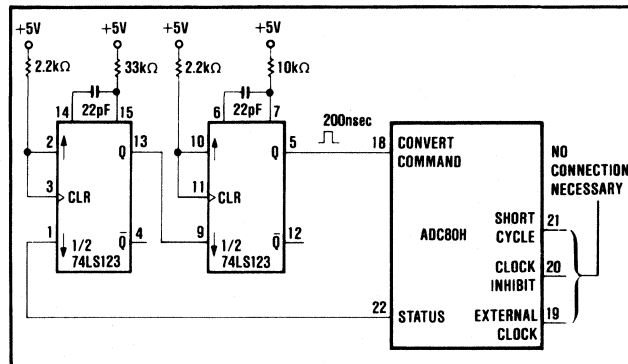 +5V +5V +5V +5V
2.2kΩ 33kΩ 2.2kΩ 10kΩ
22pF 22pF
14 15 6 7
200nsec
2 13 10 5 18
Q Q
CONVERT
COMMAND
NO
CONNECTION
NECESSARY
3 CLR 11 CLR
ADC80H
SHORT
CYCLE
21
1 Q̅ 4 9 Q̅ 12
1/2
74LS123
1/2
74LS123
CLOCK
INHIBIT
20
22 STATUS
EXTERNAL
CLOCK
19